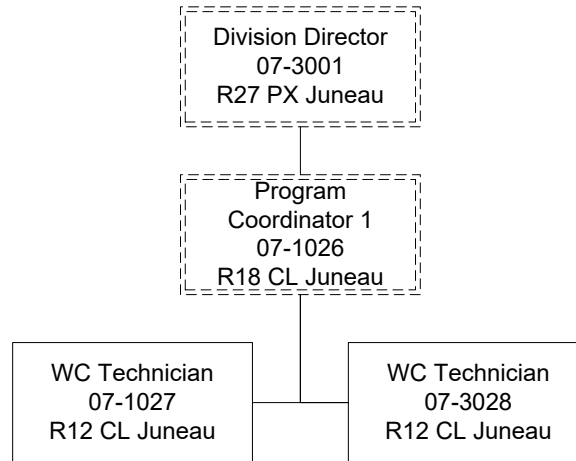 Division Director
07-3001
R27 PX Juneau
Program
Coordinator 1
07-1026
R18 CL Juneau
WC Technician
07-1027
R12 CL Juneau
WC Technician
07-3028
R12 CL Juneau